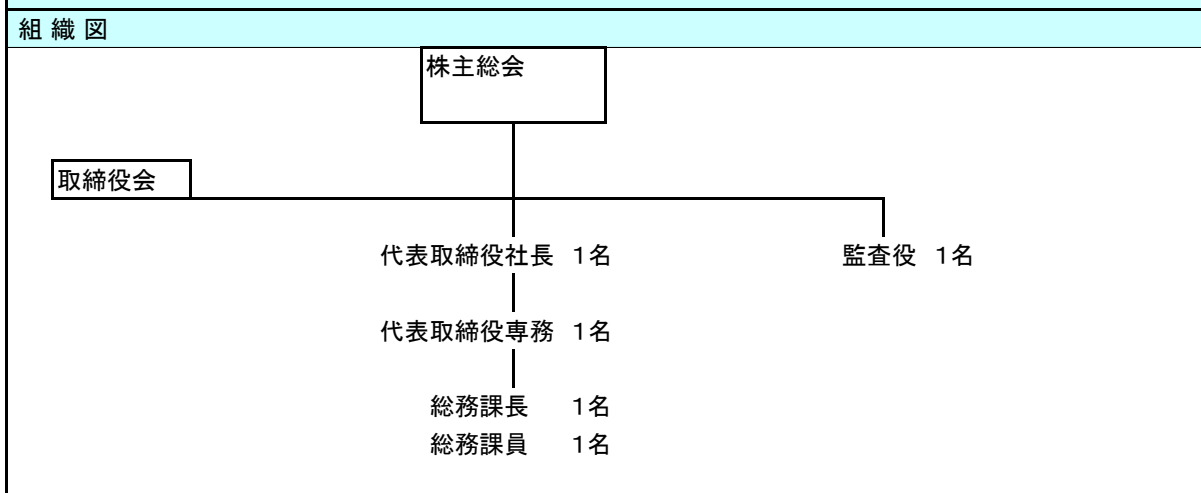 組 織 図
株主総会
取締役会
代表取締役社長　1名　監査役　1名
代表取締役専務　1名
総務課長　1名
総務課員　1名